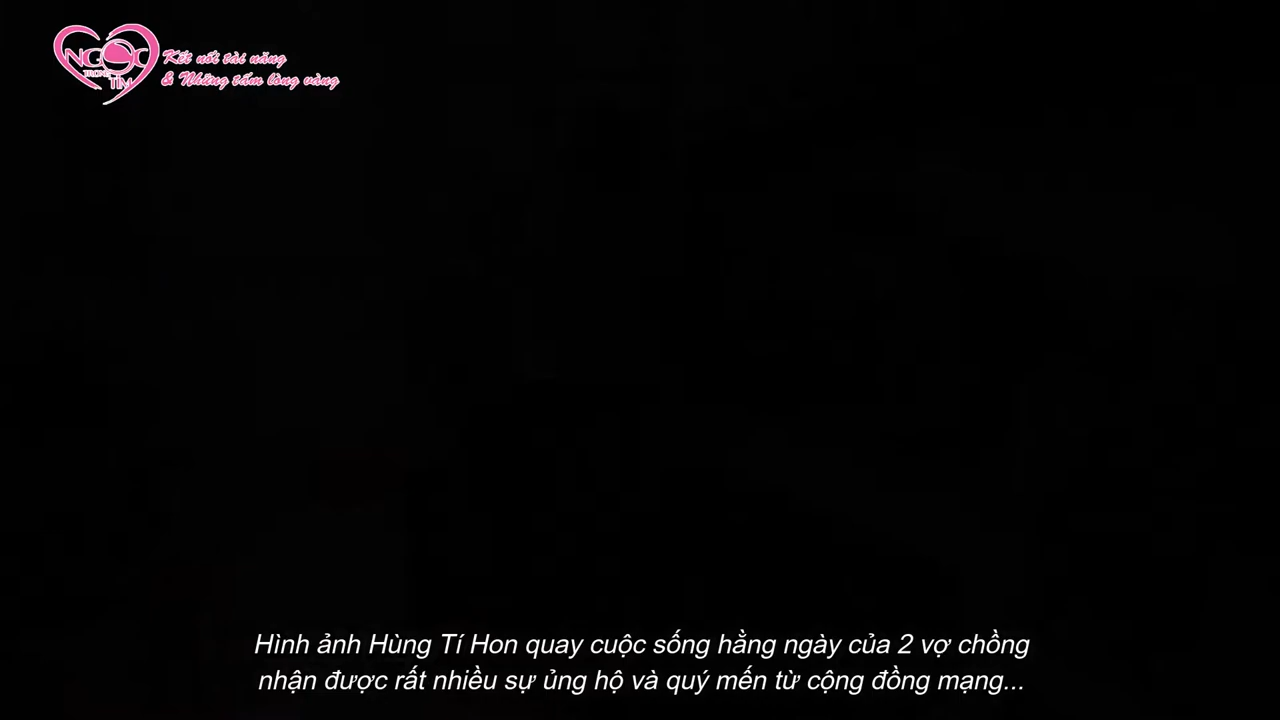 NGỌC
TRONG
TIM
Kết nối tài năng
& Những tấm lòng vàng
Hình ảnh Hùng Tí Hon quay cuộc sống hằng ngày của 2 vợ chồng
nhận được rất nhiều sự ủng hộ và quý mến từ cộng đồng mạng...